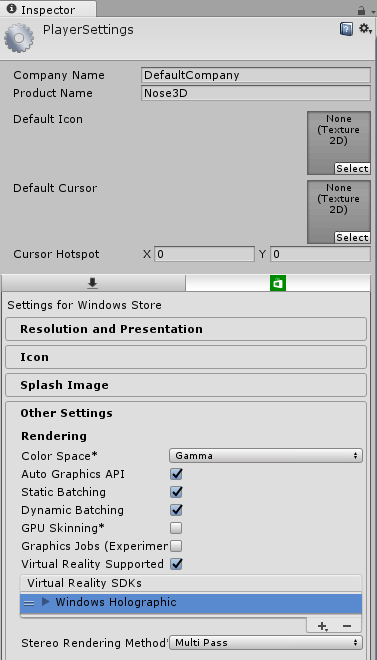 Inspector
PlayerSettings
Company Name DefaultCompany
Product Name Nose3D
Default Icon
None
(Texture
2D)
Select
Default Cursor
None
(Texture
2D)
Select
Cursor Hotspot X 0 Y 0
Settings for Windows Store
Resolution and Presentation
Icon
Splash Image
Other Settings
Rendering
Color Space* Gamma
Auto Graphics API
Static Batching
Dynamic Batching
GPU Skinning*
Graphics Jobs (Experimer
Virtual Reality Supported
Virtual Reality SDKs
Windows Holographic
Stereo Rendering Method* Multi Pass